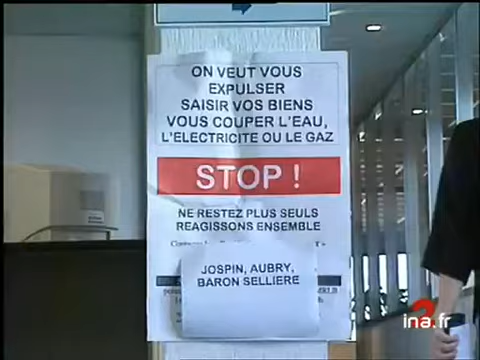 ON VEUT VOUS
EXPULSER
SAISIR VOS BIENS
VOUS COUPER L'EAU,
L'ELECTRICITE OU LE GAZ
STOP !
NE RESTEZ PLUS SEULS
REAGISSONS ENSEMBLE
JOSPIN, AUBRY,
BARON SELLIERE
2
ina.fr